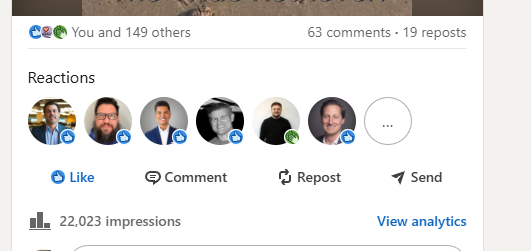 You and 149 others 63 comments • 19 reposts
Reactions
...
Like Comment Repost Send
22,023 impressions View analytics